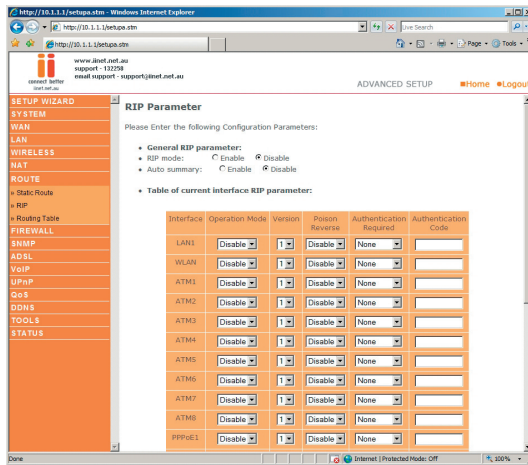 http://10.1.1.1/setupa.stm - Windows Internet Explorer
http://10.1.1.1/setupa.stm
Live Search
http://10.1.1.1/setupa.stm
Page
Tools
www.iinet.net.au
support - 132258
email support - support@iinet.net.au
connect better
iinet.net.au
ADVANCED SETUP
Home
Logout
SETUP WIZARD
SYSTEM
WAN
LAN
WIRELESS
NAT
ROUTE
» Static Route
» RIP
» Routing Table
FIREWALL
SNMP
ADSL
VoIP
UPnP
QoS
DDNS
TOOLS
STATUS
RIP Parameter
Please Enter the following Configuration Parameters:
• General RIP parameter:
• RIP mode: Enable Disable
• Auto summary: Enable Disable
• Table of current interface RIP parameter:
Interface Operation Mode Version Poison Reverse Authentication Required Authentication Code
LAN1 Disable 1 Disable None
WLAN Disable 1 Disable None
ATM1 Disable 1 Disable None
ATM2 Disable 1 Disable None
ATM3 Disable 1 Disable None
ATM4 Disable 1 Disable None
ATM5 Disable 1 Disable None
ATM6 Disable 1 Disable None
ATM7 Disable 1 Disable None
ATM8 Disable 1 Disable None
PPPoE1 Disable 1 Disable None
Done
Internet | Protected Mode: Off
100%